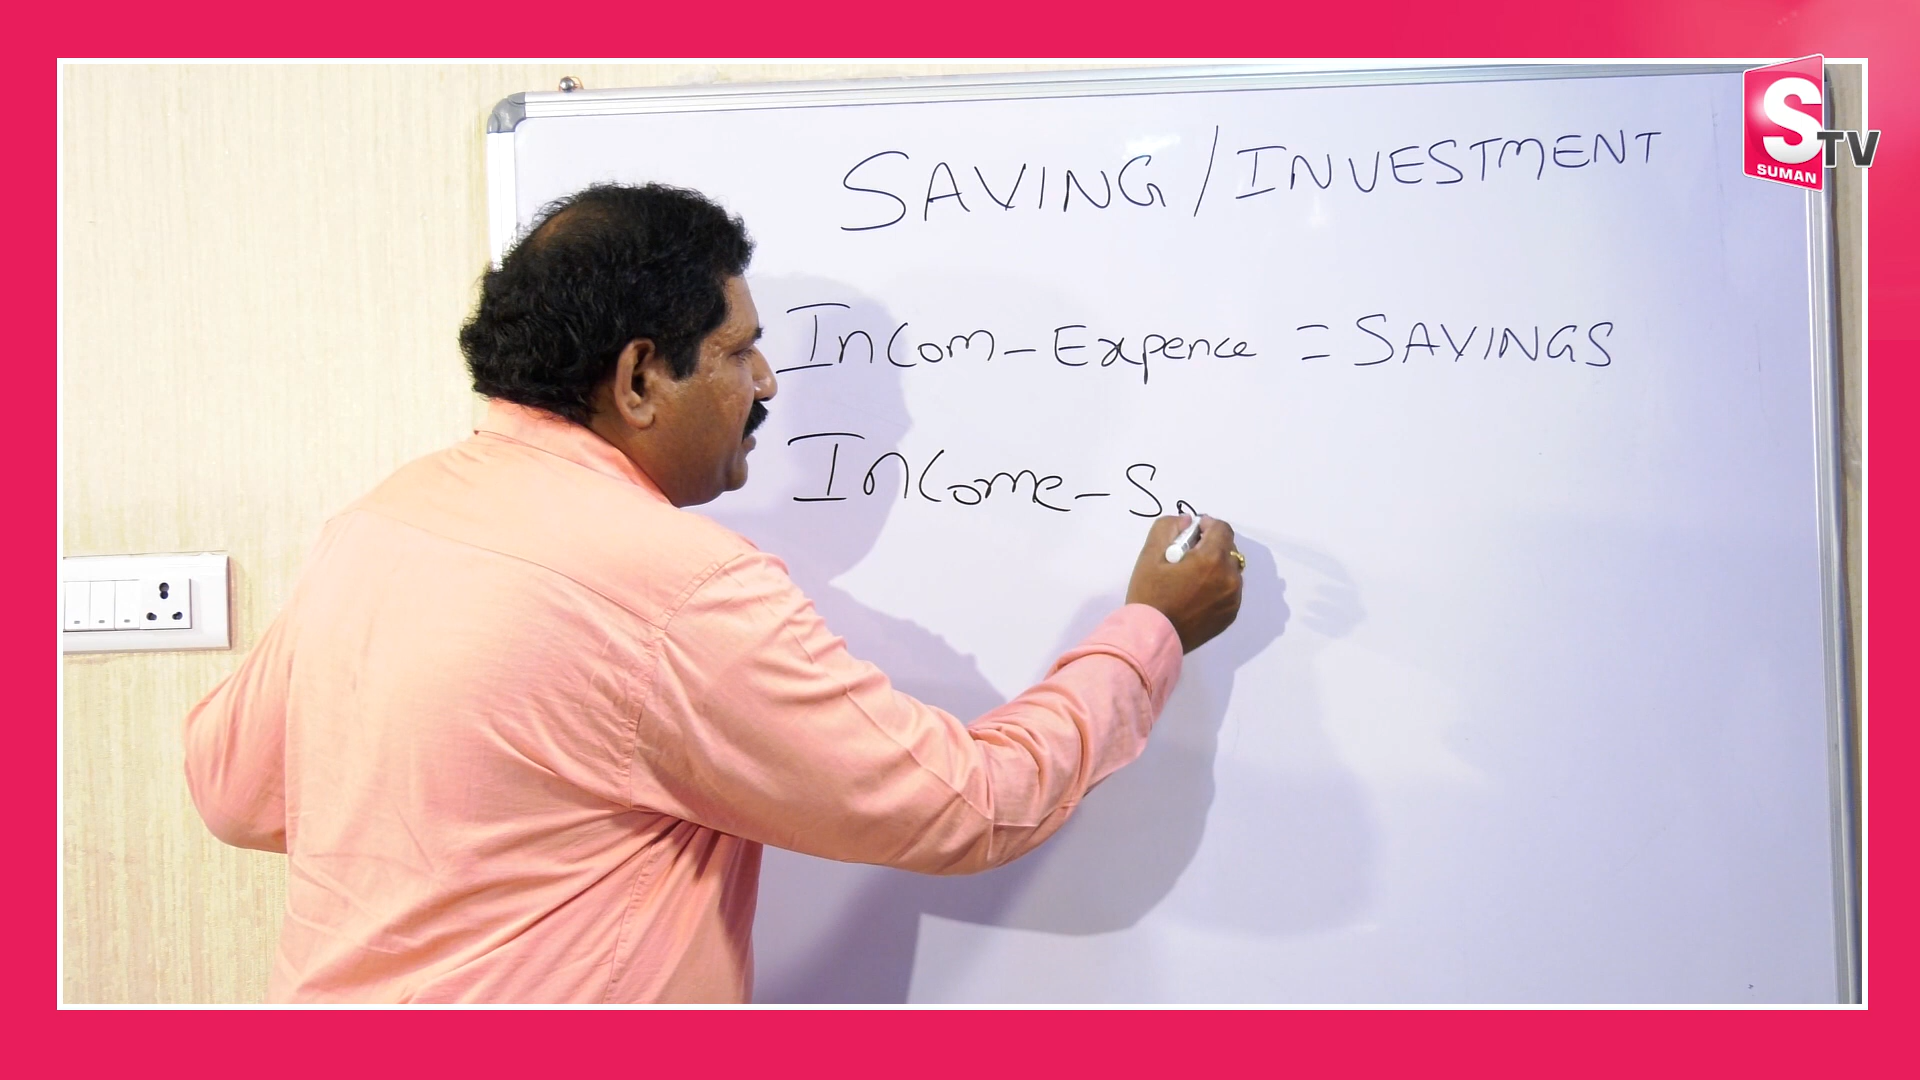 SAVING / INVESTMENT
InCom - Expence = SAVINGS
InCome - S
S TV
SUMAN